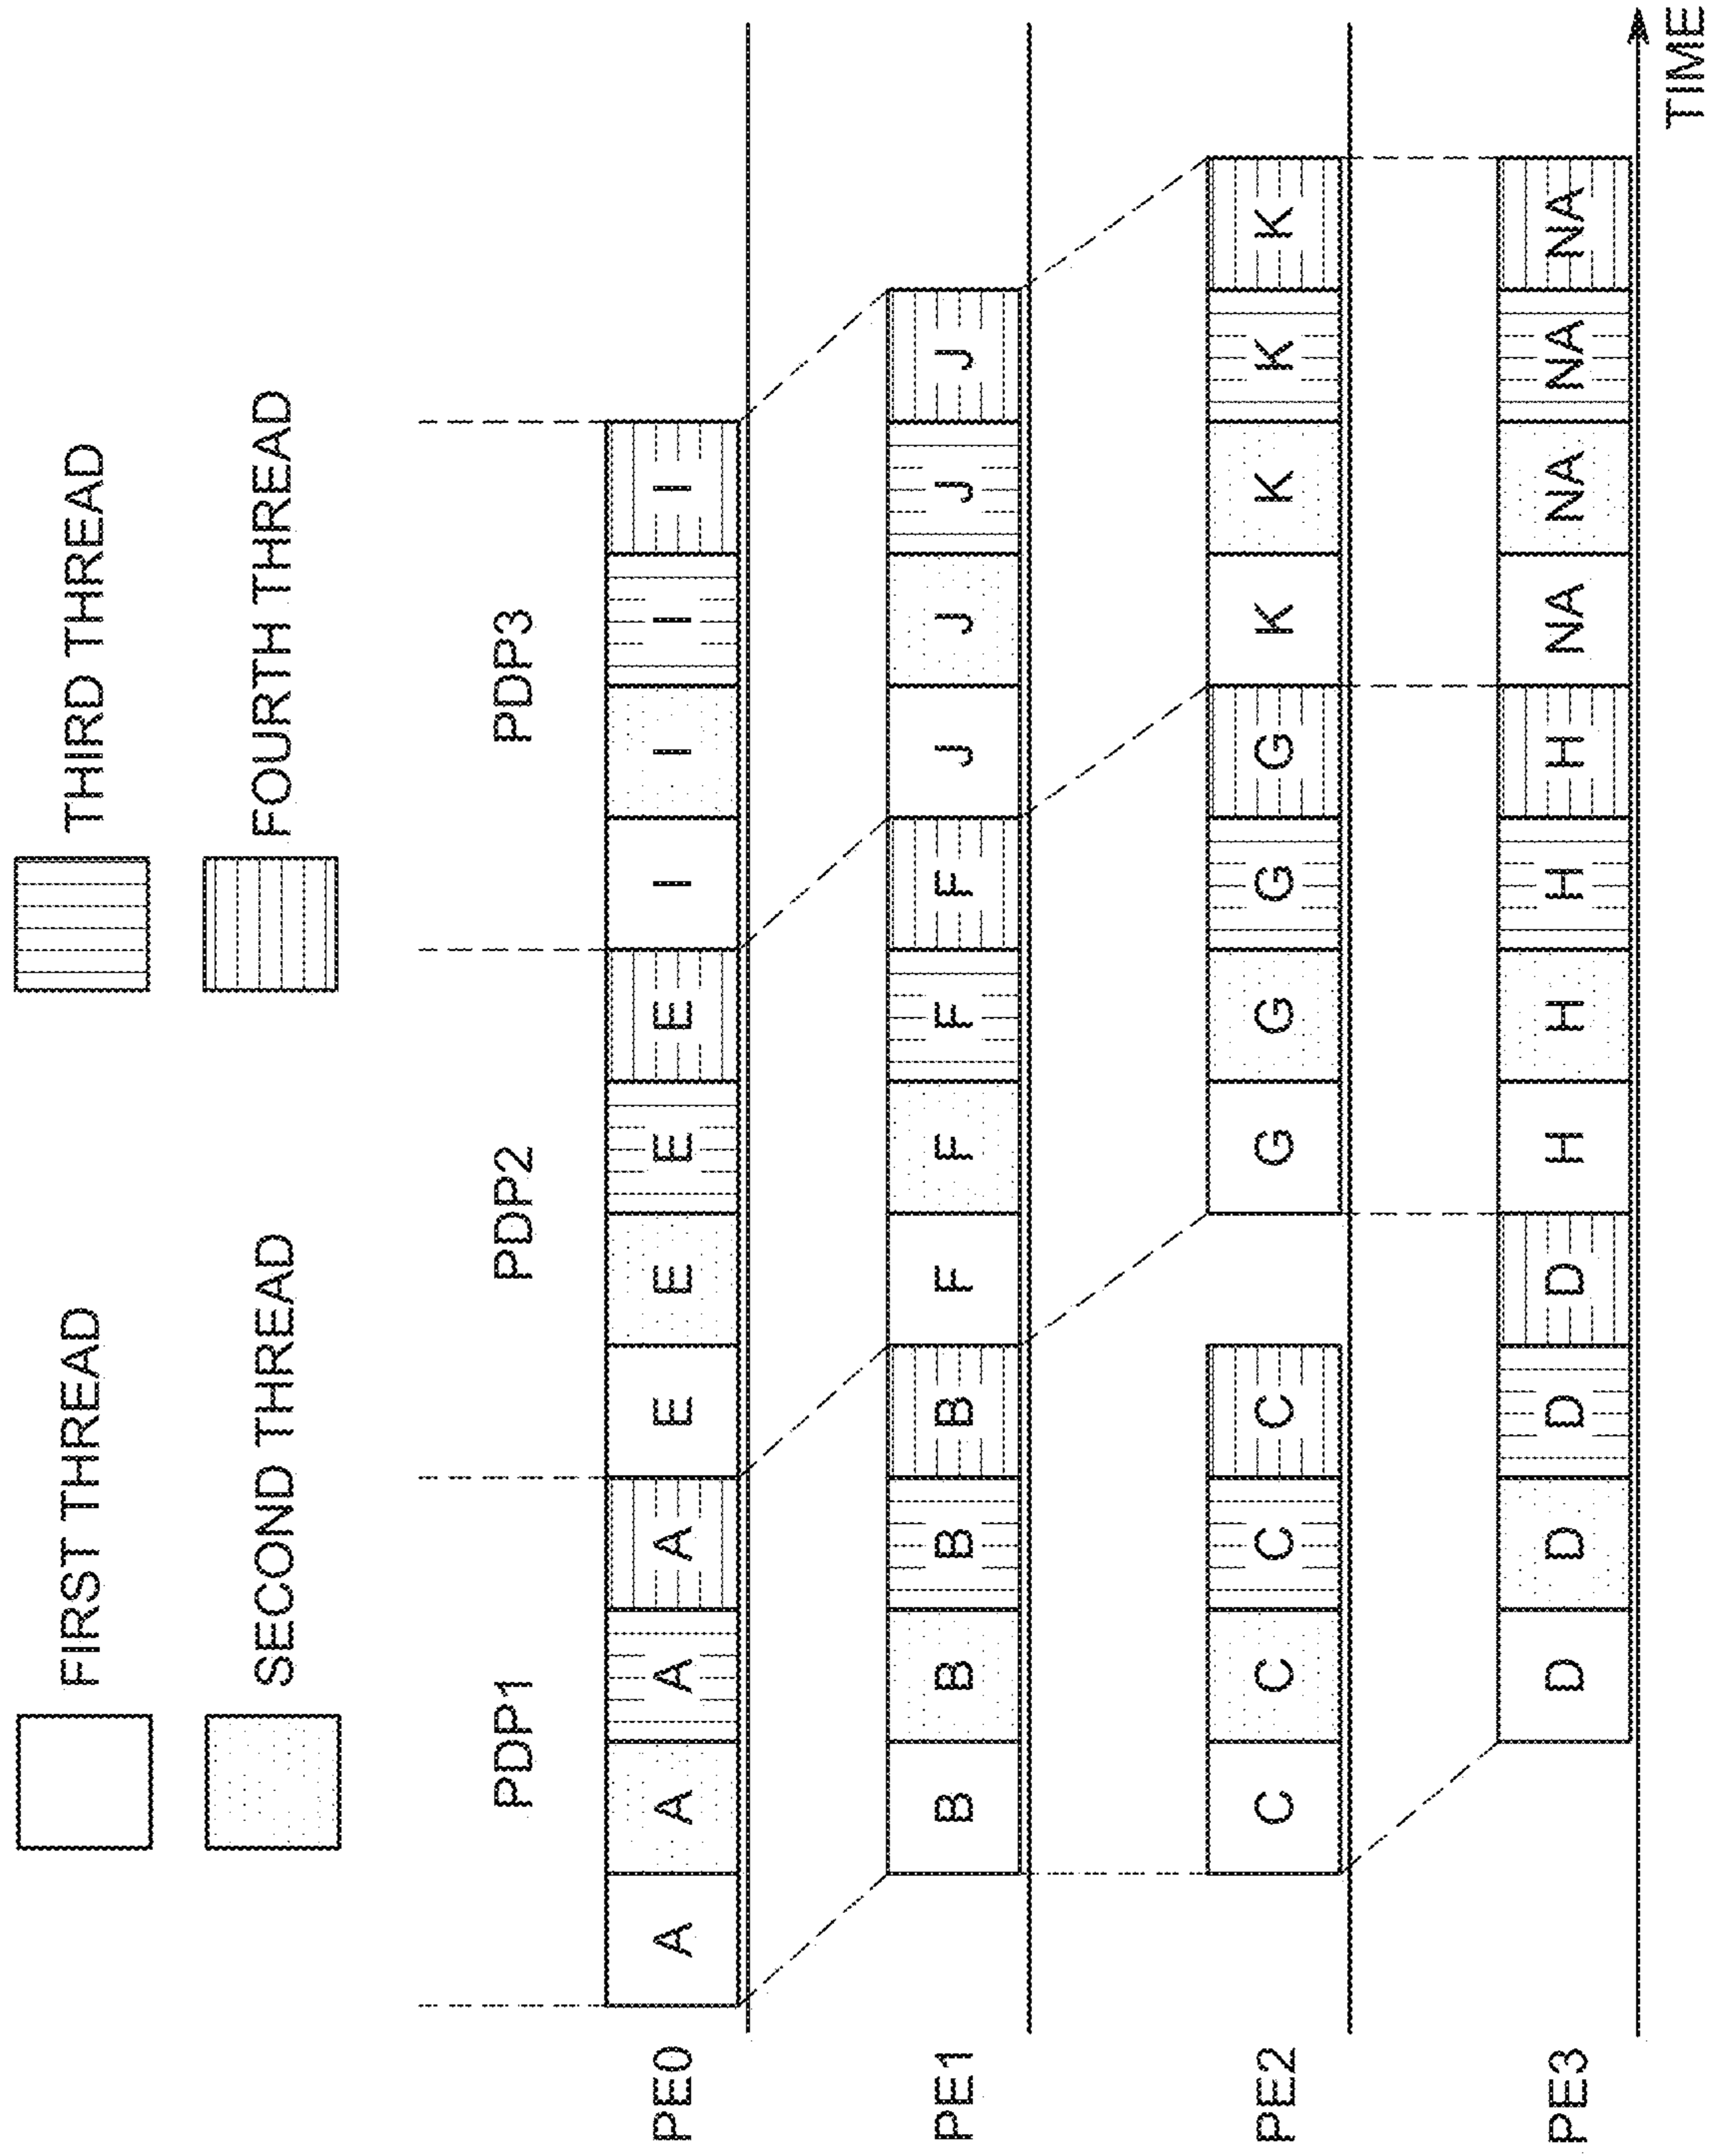 FIRST THREAD
THIRD THREAD
SECOND THREAD
FOURTH THREAD
PDP1 PDP2 PDP3
PE0 A A A A E E E E I I I I
PE1 B B B B F F F F J J J J
PE2 C C C C G G G G K K K K
PE3 D D D D H H H H NA NA NA NA
TIME